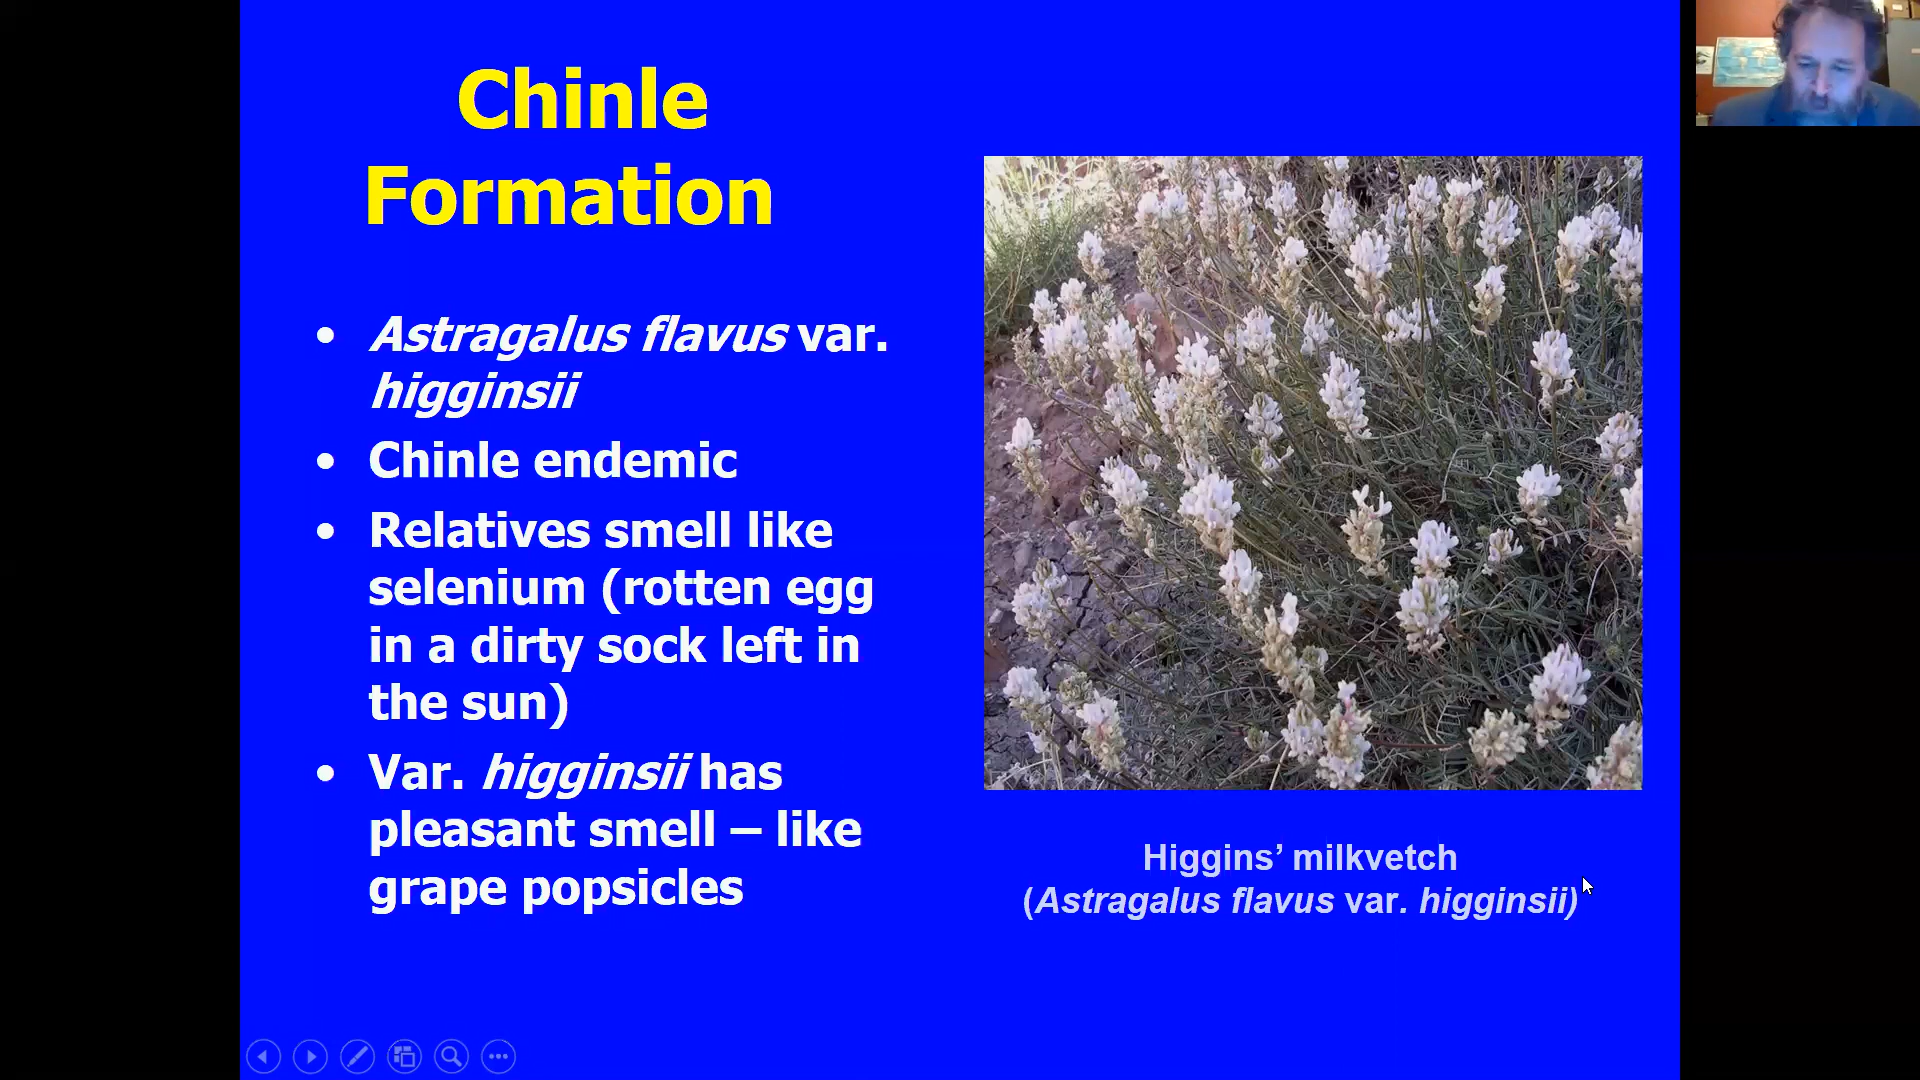 Chinle
Formation
• Astragalus flavus var.
higginsii
• Chinle endemic
• Relatives smell like
selenium (rotten egg
in a dirty sock left in
the sun)
• Var. higginsii has
pleasant smell – like
grape popsicles
Higgins’ milkvetch
(Astragalus flavus var. higginsii)